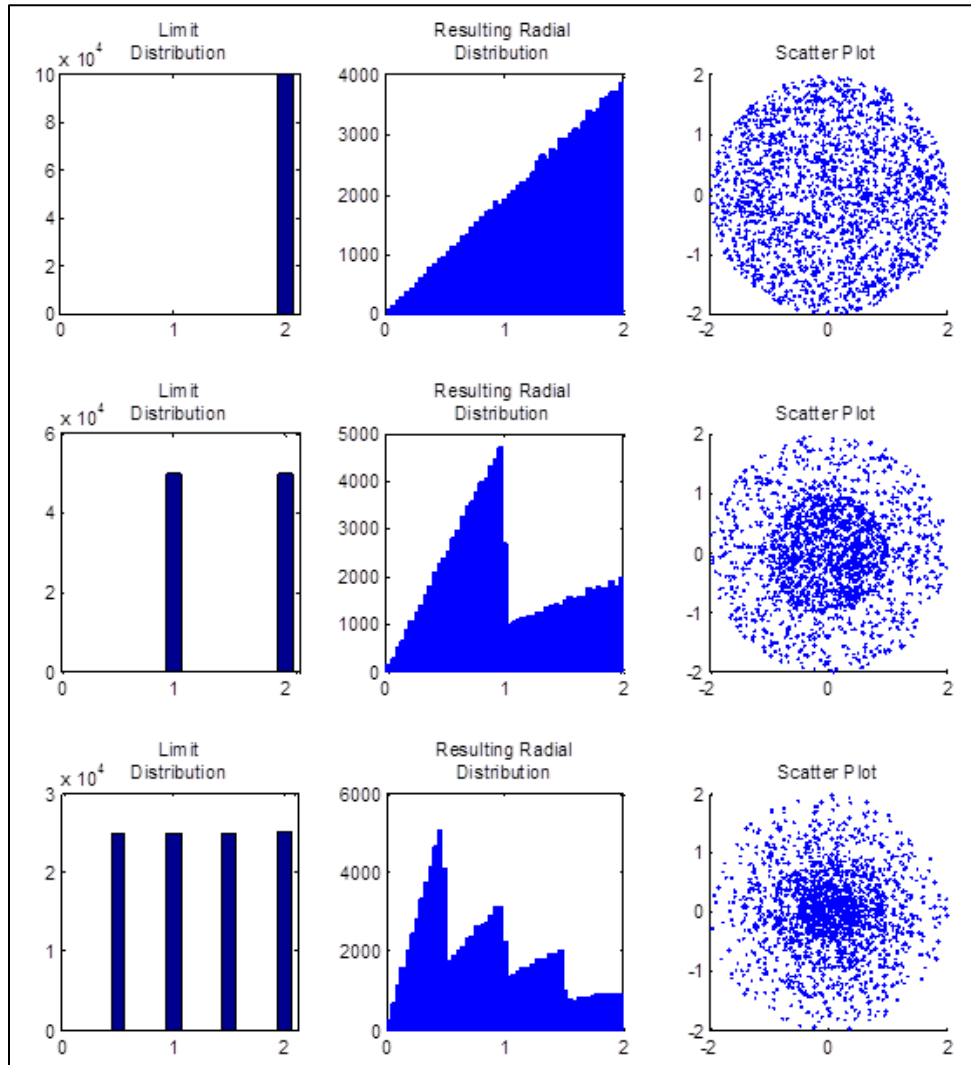 Limit
Distribution
Resulting Radial
Distribution
Scatter Plot
x 10^4
10
8
6
4
2
0
0 1 2
4000
3000
2000
1000
0
0 1 2
2
1
0
-1
-2
-2 0 2
Limit
Distribution
Resulting Radial
Distribution
Scatter Plot
x 10^4
6
4
2
0
0 1 2
5000
4000
3000
2000
1000
0
0 1 2
2
1
0
-1
-2
-2 0 2
Limit
Distribution
Resulting Radial
Distribution
Scatter Plot
x 10^4
3
2
1
0
0 1 2
6000
4000
2000
0
0 1 2
2
1
0
-1
-2
-2 0 2